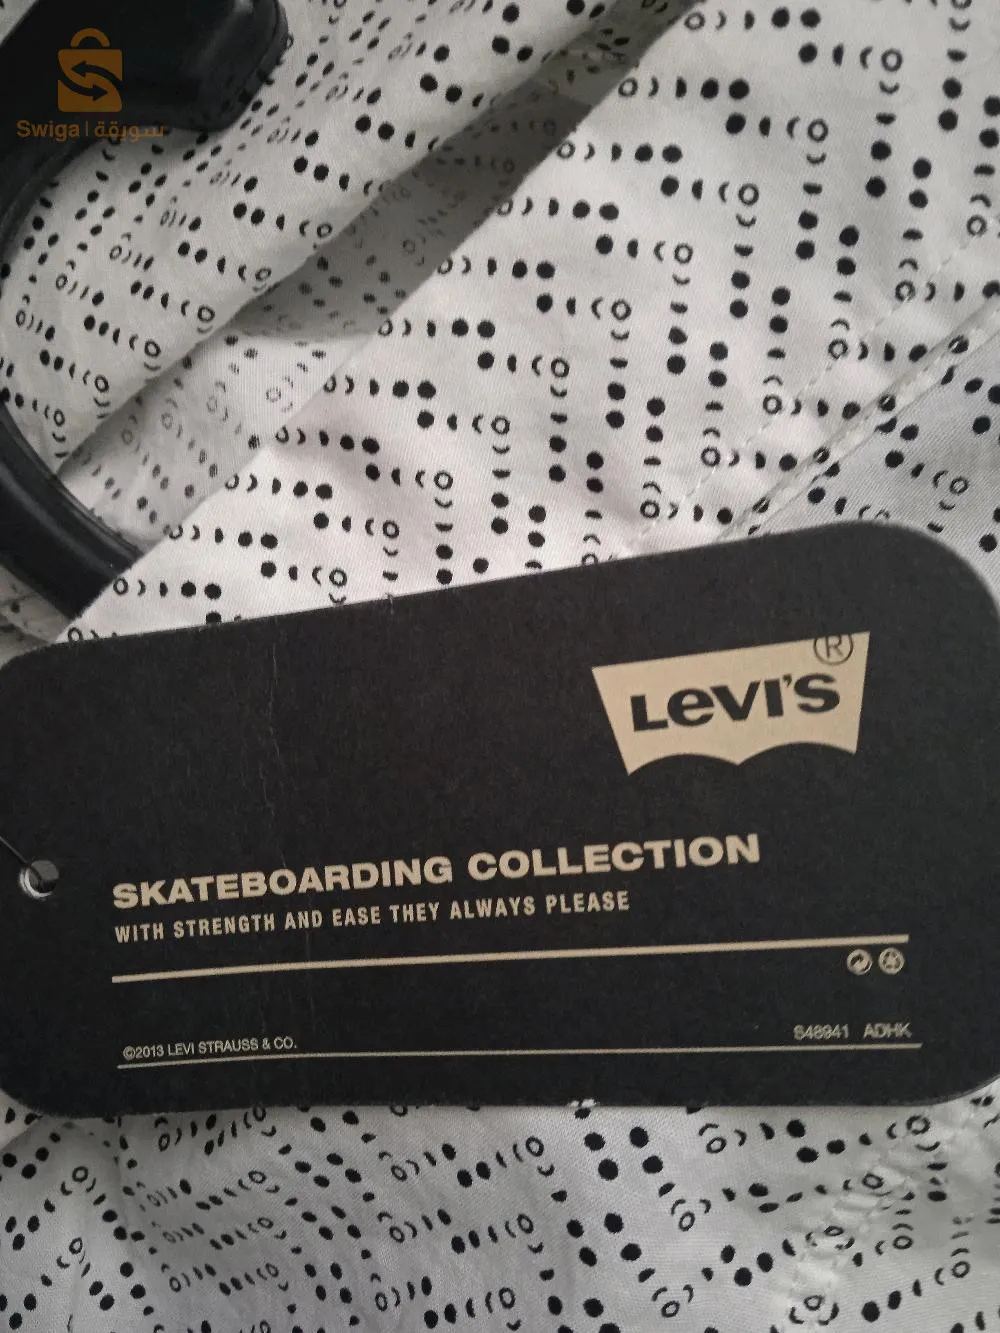 Swiga | سويقة
LEVI'S®
SKATEBOARDING COLLECTION
WITH STRENGTH AND EASE THEY ALWAYS PLEASE
©2013 LEVI STRAUSS & CO.
S48941 ADHK